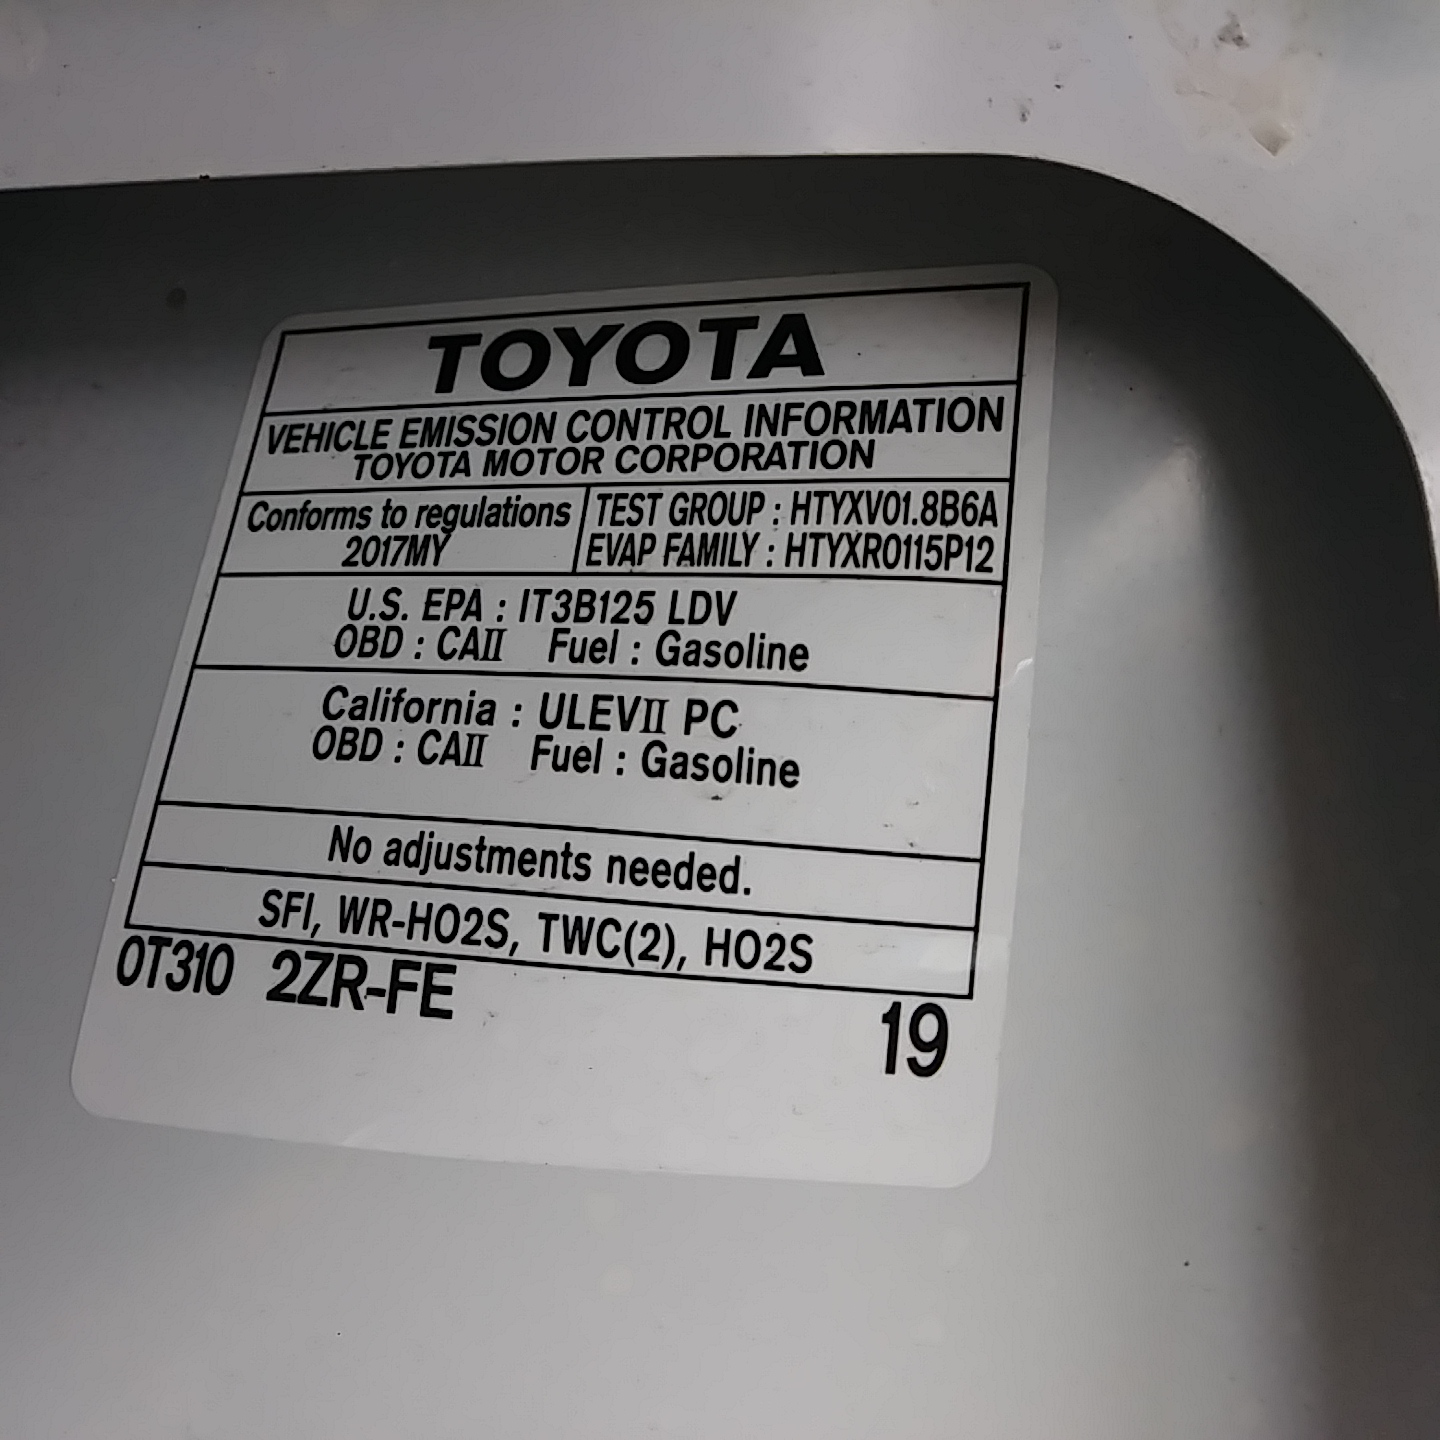 TOYOTA
VEHICLE EMISSION CONTROL INFORMATION
TOYOTA MOTOR CORPORATION
Conforms to regulations
2017MY
TEST GROUP : HTYXV01.8B6A
EVAP FAMILY : HTYXR0115P12
U.S. EPA : IT3B125 LDV
OBD : CAII Fuel : Gasoline
California : ULEVII PC
OBD : CAII Fuel : Gasoline
No adjustments needed.
SFI, WR-HO2S, TWC(2), HO2S
0T310 2ZR-FE
19